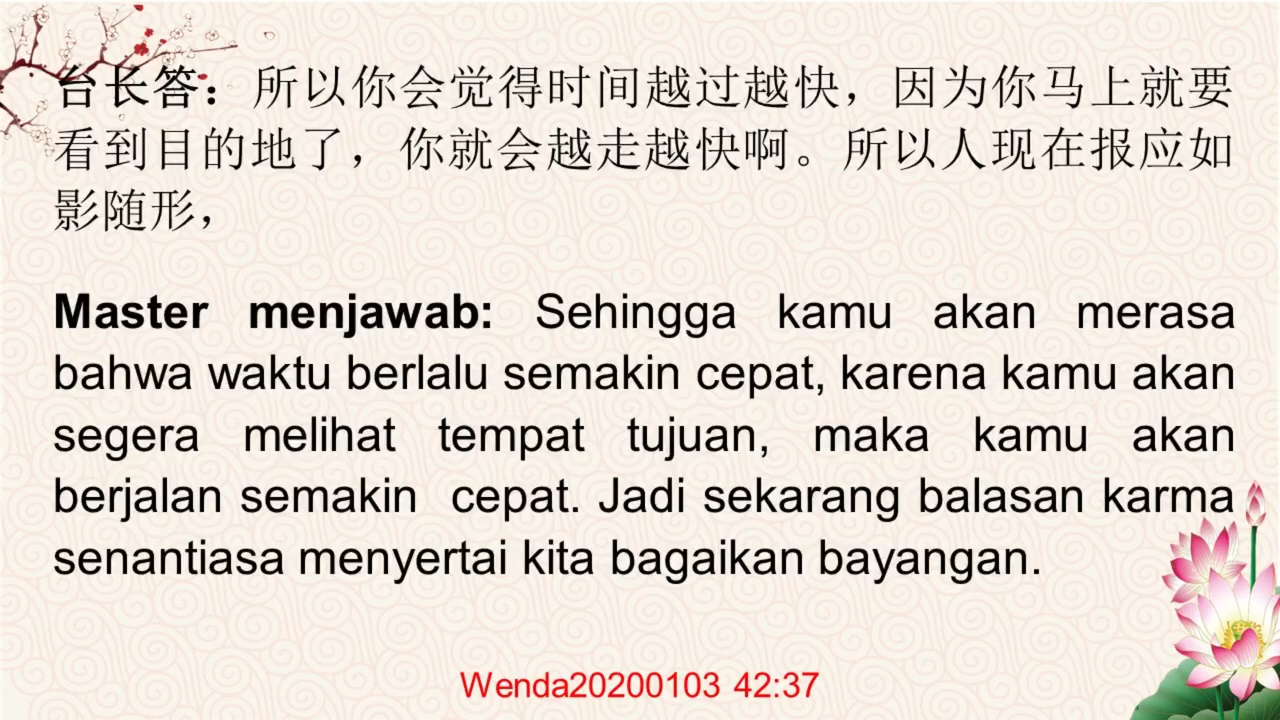 台长答：所以你会觉得时间越过越快，因为你马上就要
看到目的地了，你就会越走越快啊。所以人现在报应如
影随形，
Master menjawab: Sehingga kamu akan merasa
bahwa waktu berlalu semakin cepat, karena kamu akan
segera melihat tempat tujuan, maka kamu akan
berjalan semakin  cepat. Jadi sekarang balasan karma
senantiasa menyertai kita bagaikan bayangan.
Wenda20200103 42:37